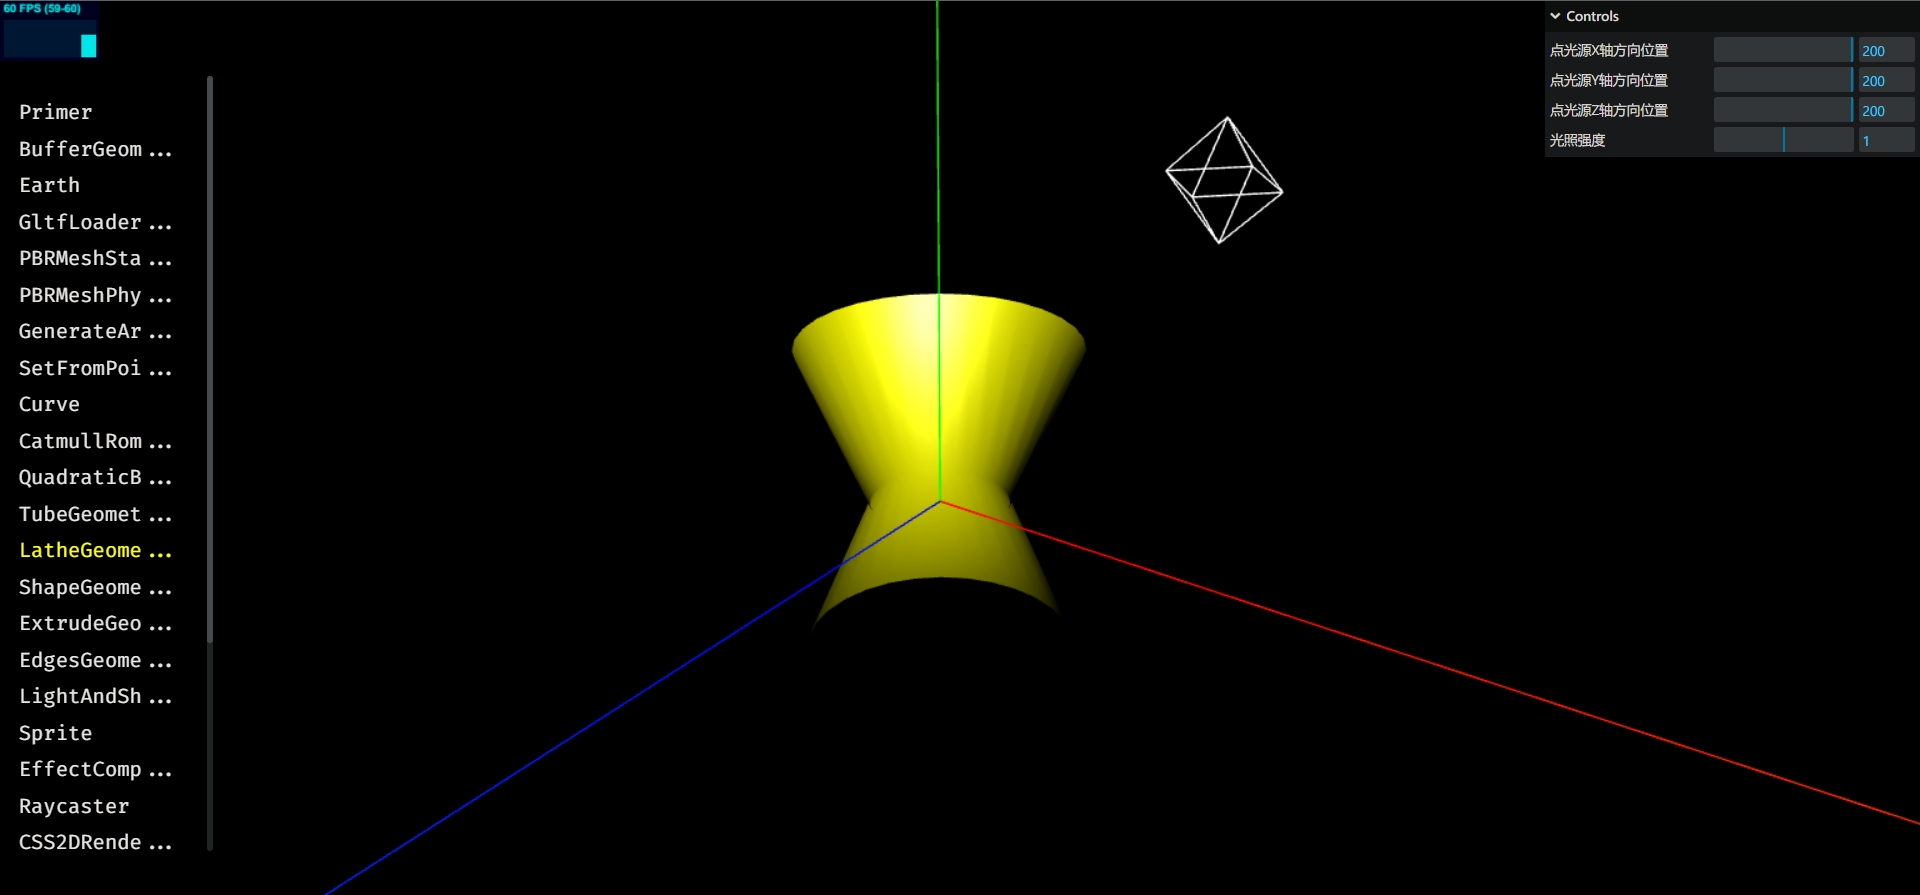 60 FPS (59-60)
Primer
BufferGeom ...
Earth
GltfLoader ...
PBRMeshSta ...
PBRMeshPhy ...
GenerateAr ...
SetFromPoi ...
Curve
CatmullRom ...
QuadraticB ...
TubeGeomet ...
LatheGeome ...
ShapeGeome ...
ExtrudeGeo ...
EdgesGeome ...
LightAndSh ...
Sprite
EffectComp ...
Raycaster
CSS2DRende ...
Controls
点光源X轴方向位置 200
点光源Y轴方向位置 200
点光源Z轴方向位置 200
光照强度 1